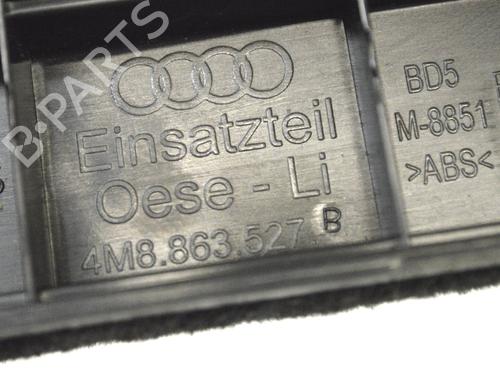 B-PARTS
Einsatzteil
Oese - Li
4M8.863.527 B
BD5
M-8851
>ABS<